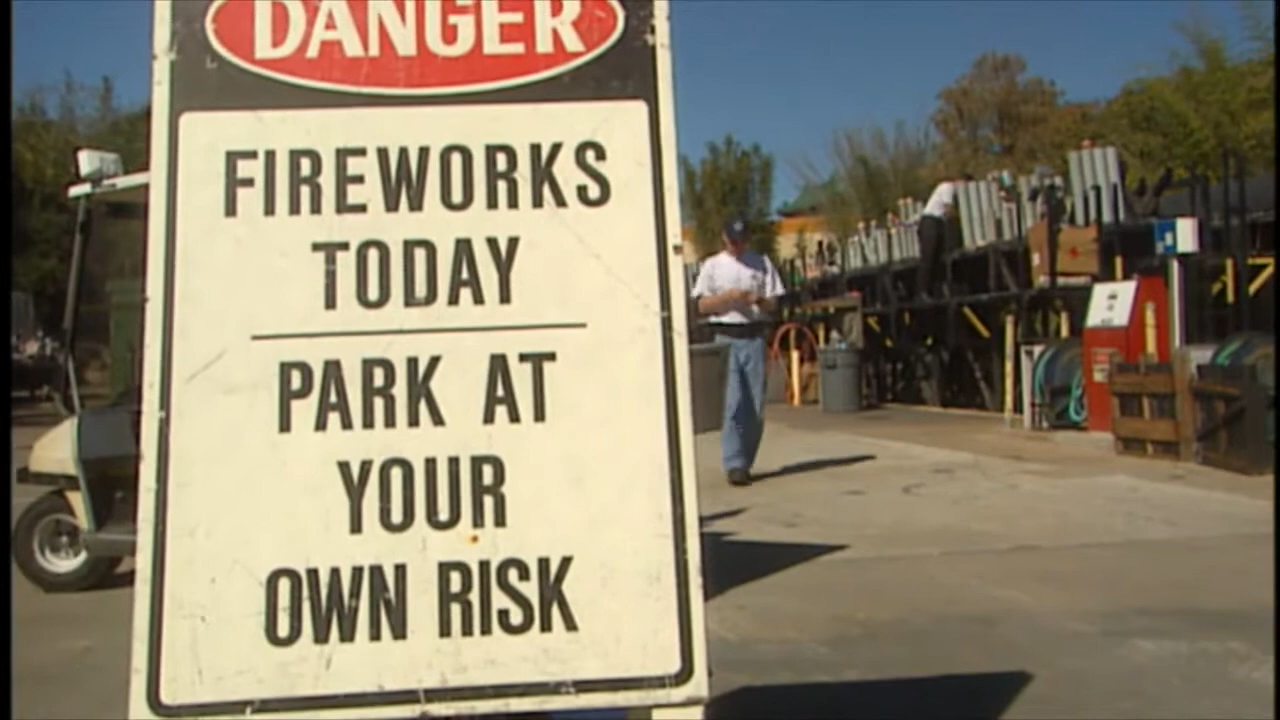 DANGER
FIREWORKS
TODAY
PARK AT
YOUR
OWN RISK